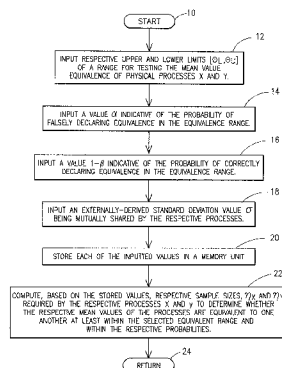 START
10
12
INPUT RESPECTIVE UPPER AND LOWER LIMITS [ΘL,ΘU]
OF A RANGE FOR TESTING THE MEAN VALUE
EQUIVALENCE OF PHYSICAL PROCESSES X AND Y.
14
INPUT A VALUE α INDICATIVE OF THE PROBABILITY OF
FALSELY DECLARING EQUIVALENCE IN THE EQUIVALENCE RANGE.
16
INPUT A VALUE 1-β INDICATIVE OF THE PROBABILITY OF CORRECTLY
DECLARING EQUIVALENCE IN THE EQUIVALENCE RANGE.
18
INPUT AN EXTERNALLY-DERIVED STANDARD DEVIATION VALUE σ
BEING MUTUALLY SHARED BY THE RESPECTIVE PROCESSES.
20
STORE EACH OF THE INPUTTED VALUES IN A MEMORY UNIT
22
COMPUTE, BASED ON THE STORED VALUES, RESPECTIVE SAMPLE SIZES, ηx AND ηy
REQUIRED BY THE RESPECTIVE PROCESSES X AND y TO DETERMINE WHETHER
THE RESPECTIVE MEAN VALUES OF THE PROCESSES ARE EQUIVALENT TO ONE
ANOTHER AT LEAST WITHIN THE SELECTED EQUIVALENT RANGE AND
WITHIN THE RESPECTIVE PROBABILITIES.
24
RETURN